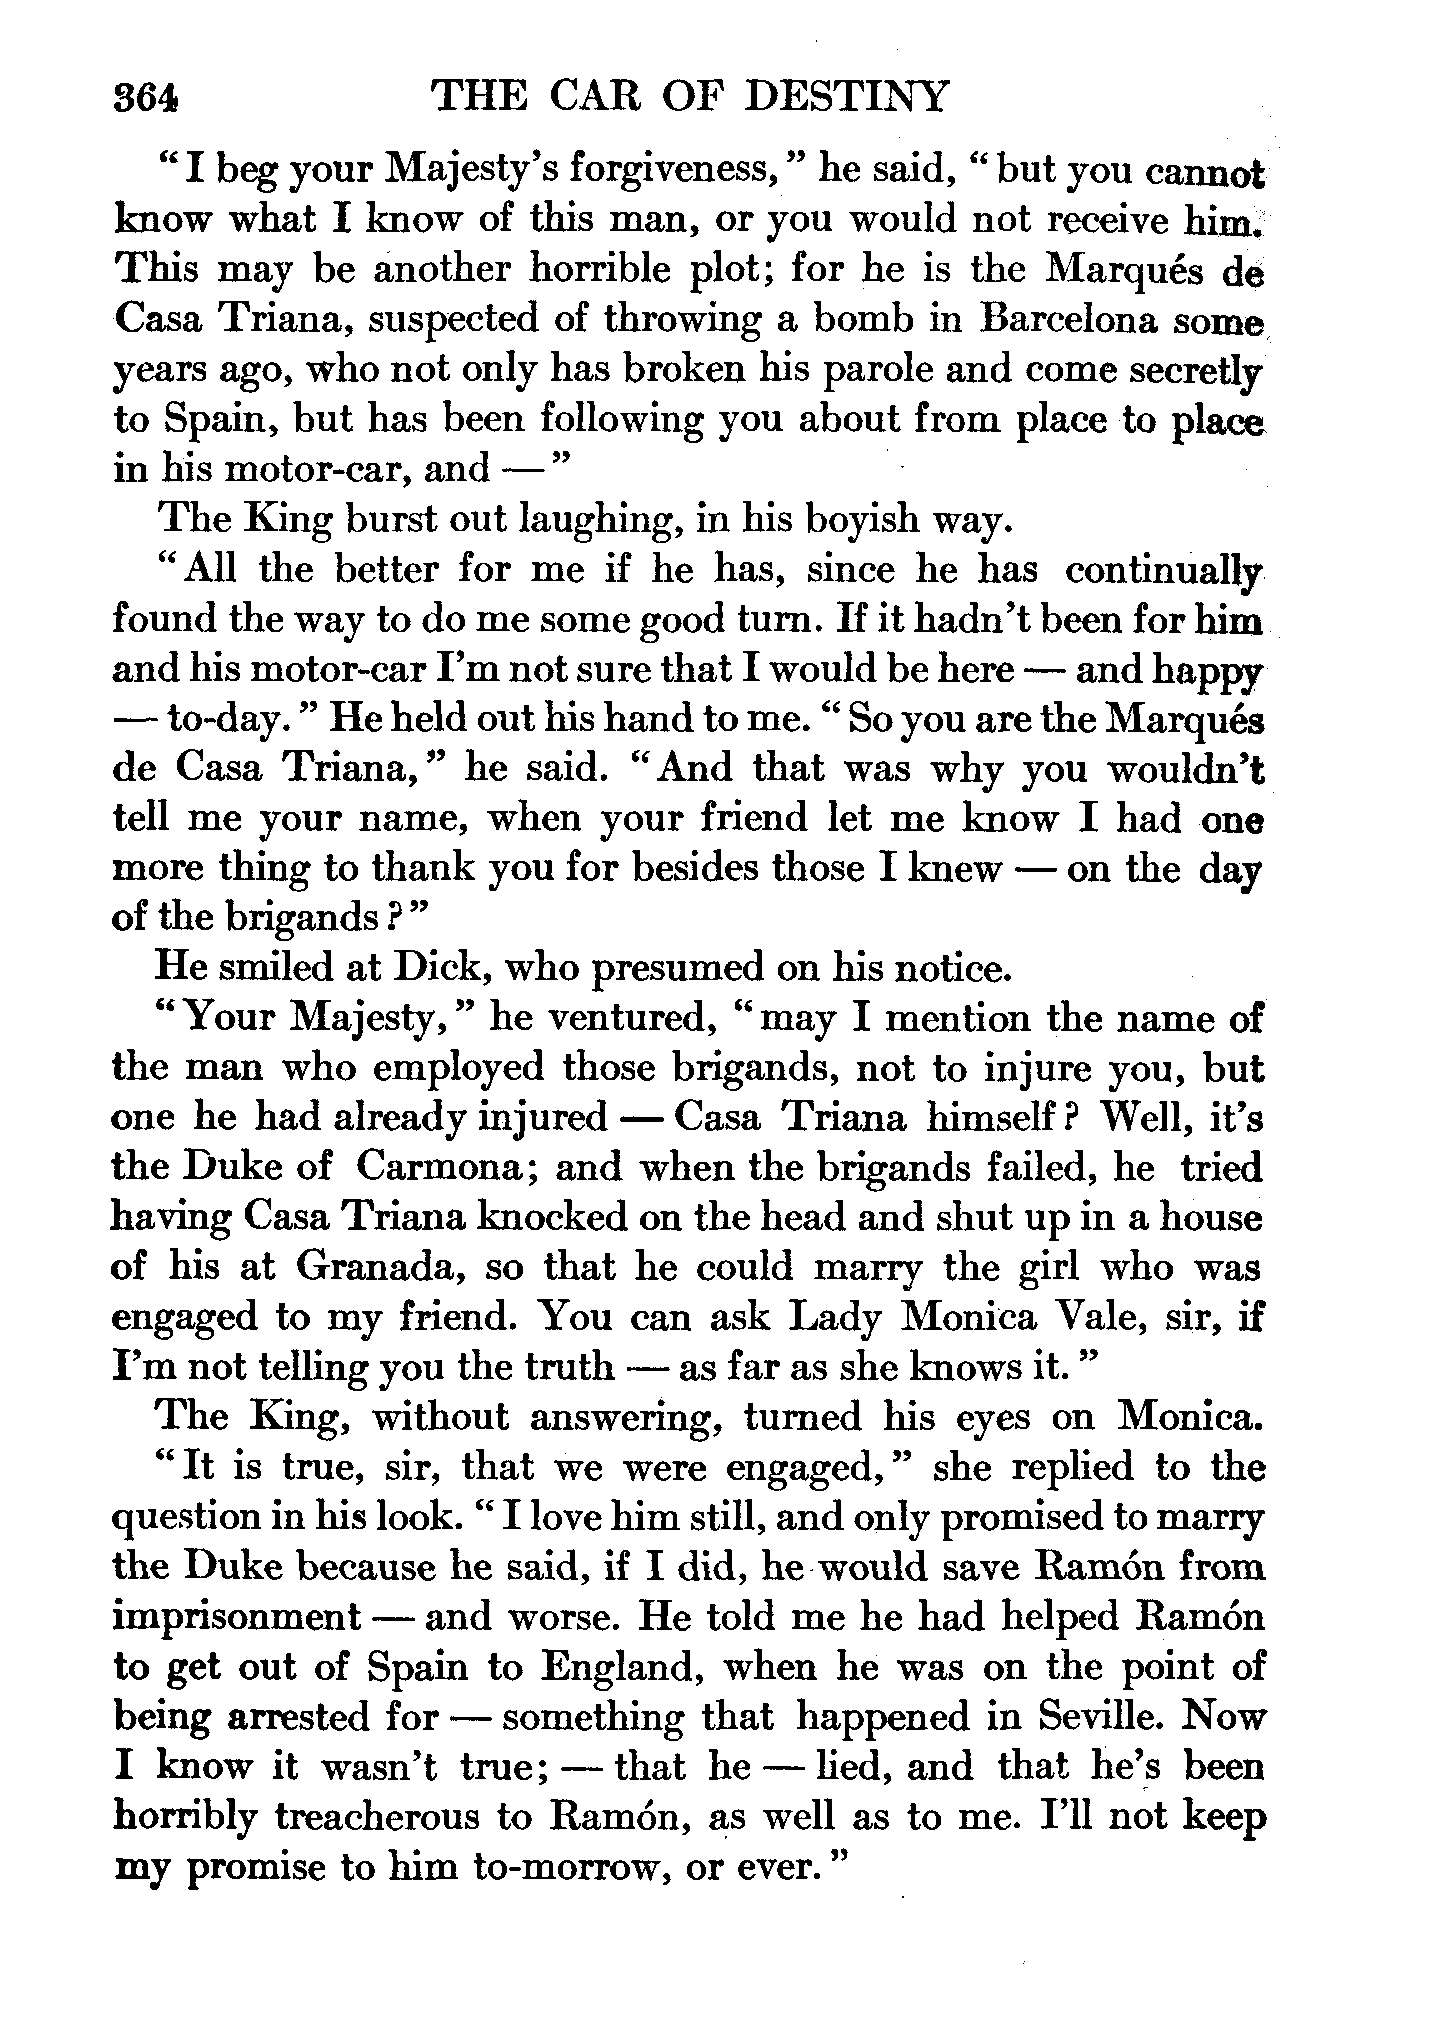 364 THE CAR OF DESTINY
“I beg your Majesty’s forgiveness,” he said, “but you cannot
know what I know of this man, or you would not receive him.
This may be another horrible plot; for he is the Marqués de
Casa Triana, suspected of throwing a bomb in Barcelona some
years ago, who not only has broken his parole and come secretly
to Spain, but has been following you about from place to place
in his motor-car, and —”
The King burst out laughing, in his boyish way.
“All the better for me if he has, since he has continually
found the way to do me some good turn. If it hadn’t been for him
and his motor-car I’m not sure that I would be here — and happy
— to-day.” He held out his hand to me. “So you are the Marqués
de Casa Triana,” he said. “And that was why you wouldn’t
tell me your name, when your friend let me know I had one
more thing to thank you for besides those I knew — on the day
of the brigands?”
He smiled at Dick, who presumed on his notice.
“Your Majesty,” he ventured, “may I mention the name of
the man who employed those brigands, not to injure you, but
one he had already injured — Casa Triana himself? Well, it’s
the Duke of Carmona; and when the brigands failed, he tried
having Casa Triana knocked on the head and shut up in a house
of his at Granada, so that he could marry the girl who was
engaged to my friend. You can ask Lady Monica Vale, sir, if
I’m not telling you the truth — as far as she knows it.”
The King, without answering, turned his eyes on Monica.
“It is true, sir, that we were engaged,” she replied to the
question in his look. “I love him still, and only promised to marry
the Duke because he said, if I did, he would save Ramón from
imprisonment — and worse. He told me he had helped Ramón
to get out of Spain to England, when he was on the point of
being arrested for — something that happened in Seville. Now
I know it wasn’t true; — that he — lied, and that he’s been
horribly treacherous to Ramón, as well as to me. I’ll not keep
my promise to him to-morrow, or ever.”